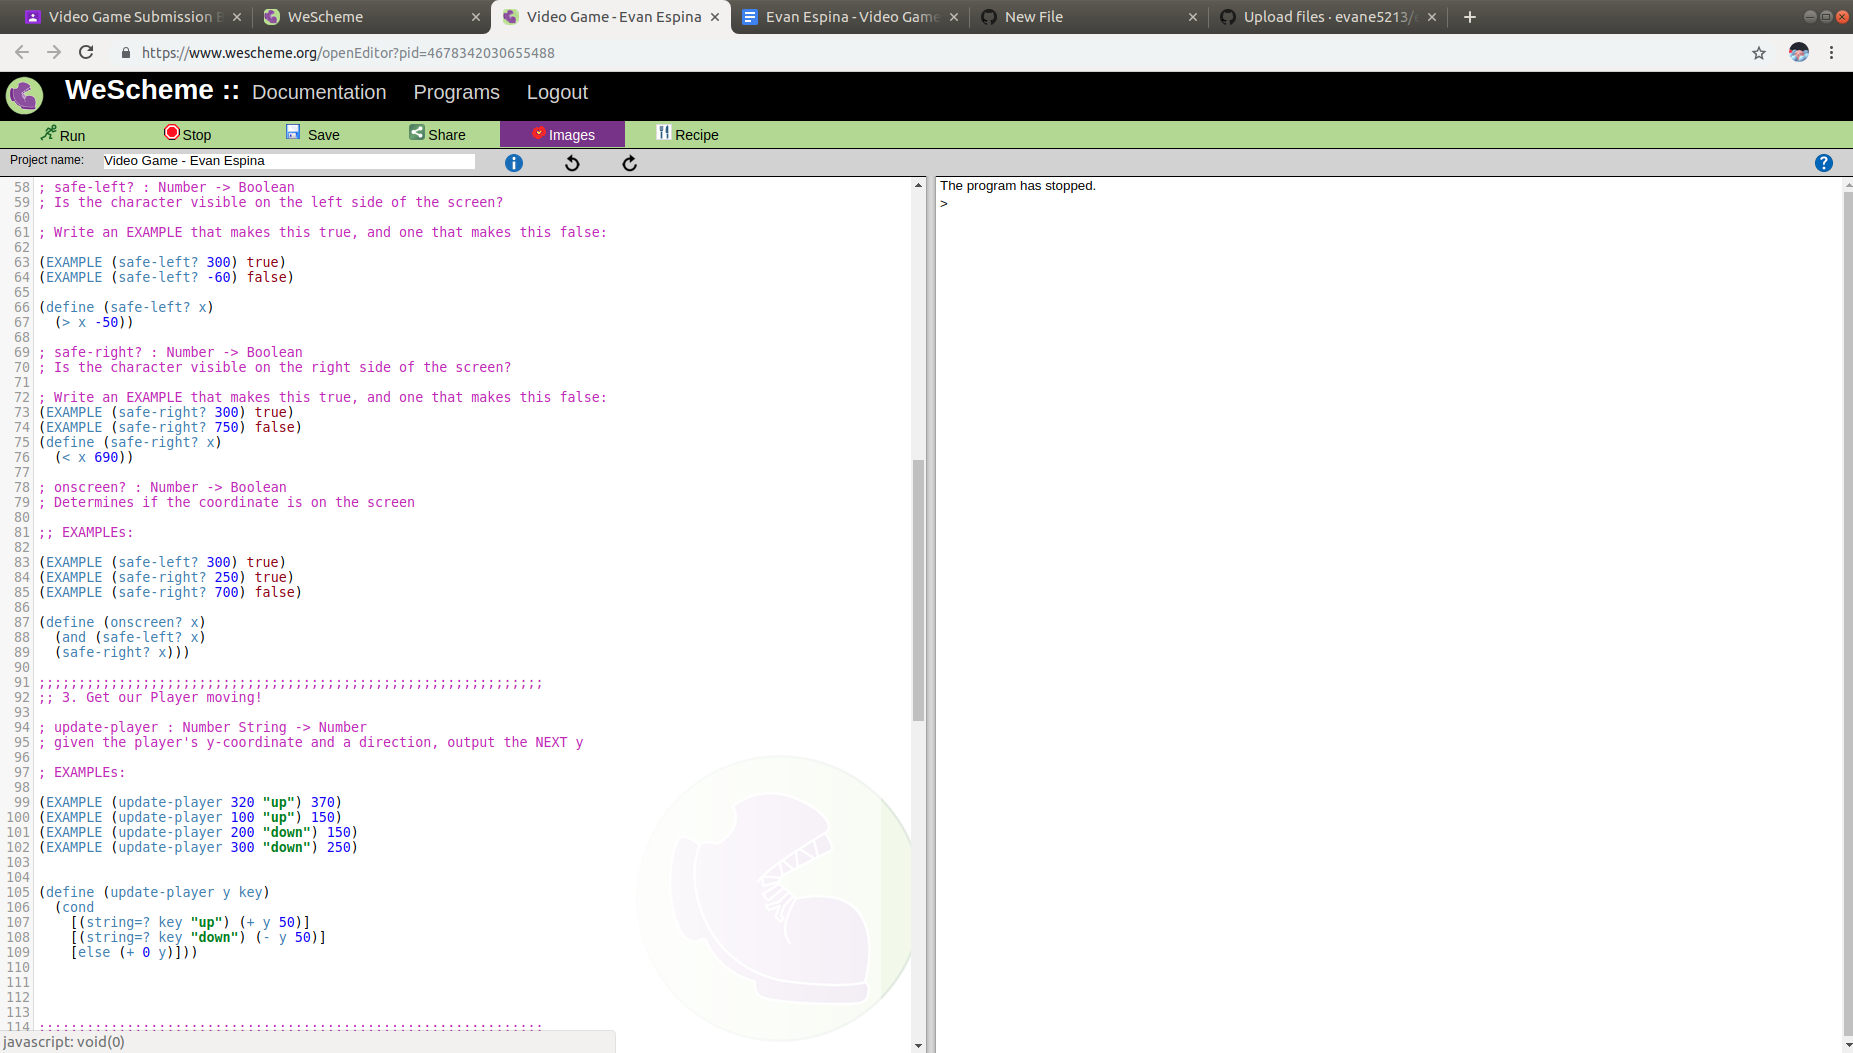 Video Game Submission
WeScheme
Video Game - Evan Espina
Evan Espina - Video Game
New File
Upload files · evane5213/
https://www.wescheme.org/openEditor?pid=4678342030655488
WeScheme :: Documentation Programs Logout
Run Stop Save Share Images Recipe
Project name: Video Game - Evan Espina
58 ; safe-left? : Number -> Boolean
59 ; Is the character visible on the left side of the screen?
60
61 ; Write an EXAMPLE that makes this true, and one that makes this false:
62
63 (EXAMPLE (safe-left? 300) true)
64 (EXAMPLE (safe-left? -60) false)
65
66 (define (safe-left? x)
67 (> x -50))
68
69 ; safe-right? : Number -> Boolean
70 ; Is the character visible on the right side of the screen?
71
72 ; Write an EXAMPLE that makes this true, and one that makes this false:
73 (EXAMPLE (safe-right? 300) true)
74 (EXAMPLE (safe-right? 750) false)
75 (define (safe-right? x)
76 (< x 690))
77
78 ; onscreen? : Number -> Boolean
79 ; Determines if the coordinate is on the screen
80
81 ;; EXAMPLEs:
82
83 (EXAMPLE (safe-left? 300) true)
84 (EXAMPLE (safe-right? 250) true)
85 (EXAMPLE (safe-right? 700) false)
86
87 (define (onscreen? x)
88 (and (safe-left? x)
89 (safe-right? x)))
90
91 ;;;;;;;;;;;;;;;;;;;;;;;;;;;;;;;;;;;;;;;;;;;;;;;;;;;;;;;;;;;;;;;
92 ;; 3. Get our Player moving!
93
94 ; update-player : Number String -> Number
95 ; given the player's y-coordinate and a direction, output the NEXT y
96
97 ; EXAMPLEs:
98
99 (EXAMPLE (update-player 320 "up") 370)
100 (EXAMPLE (update-player 100 "up") 150)
101 (EXAMPLE (update-player 200 "down") 150)
102 (EXAMPLE (update-player 300 "down") 250)
103
104
105 (define (update-player y key)
106 (cond
107 [(string=? key "up") (+ y 50)]
108 [(string=? key "down") (- y 50)]
109 [else (+ 0 y)]))
110
111
112
113
114 ;;;;;;;;;;;;;;;;;;;;;;;;;;;;;;;;;;;;;;;;;;;;;;;;;;;;;;;;;;;;;;;
javascript: void(0)
The program has stopped.
>